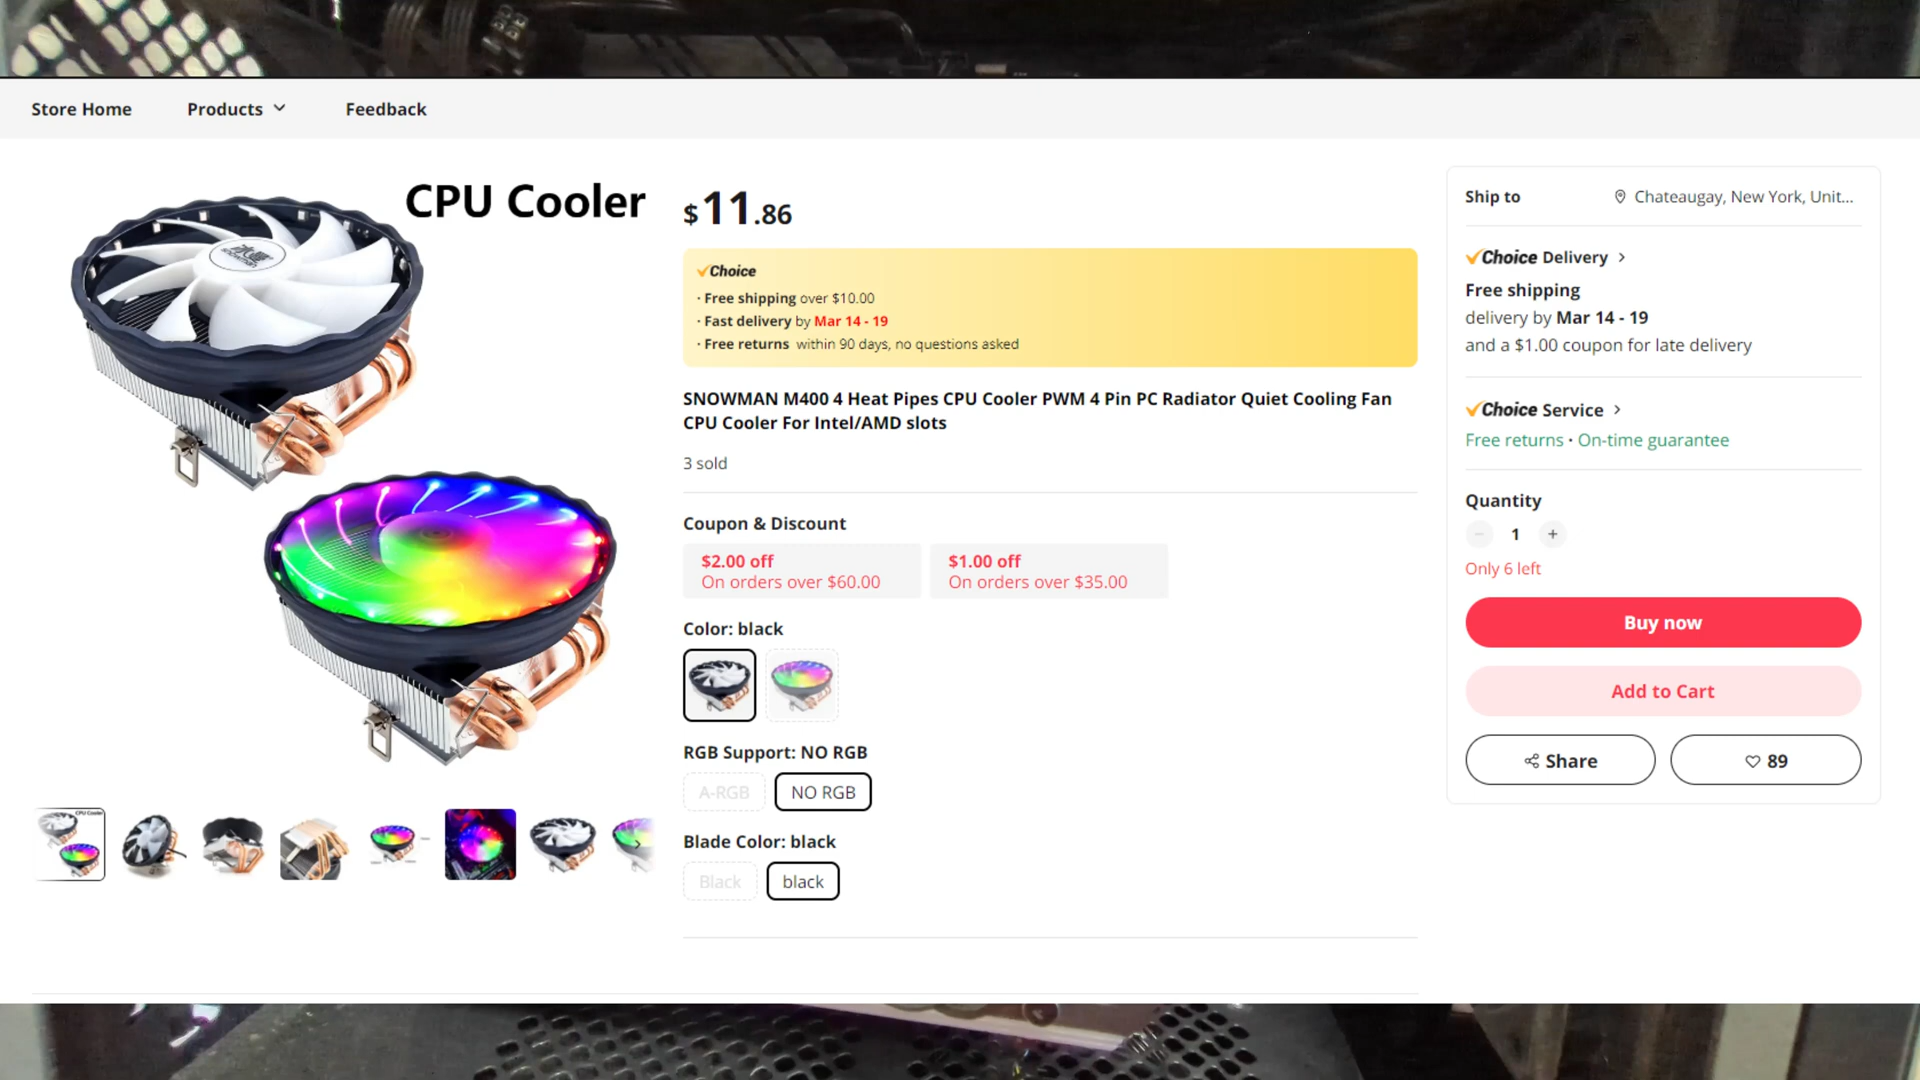 Store Home
Products
Feedback
CPU Cooler
$11.86
Choice
· Free shipping over $10.00
· Fast delivery by Mar 14 - 19
· Free returns within 90 days, no questions asked
SNOWMAN M400 4 Heat Pipes CPU Cooler PWM 4 Pin PC Radiator Quiet Cooling Fan
CPU Cooler For Intel/AMD slots
3 sold
Coupon & Discount
$2.00 off
On orders over $60.00
$1.00 off
On orders over $35.00
Color: black
RGB Support: NO RGB
A-RGB
NO RGB
Blade Color: black
Black
black
Ship to
Chateaugay, New York, Unit...
Choice Delivery
Free shipping
delivery by Mar 14 - 19
and a $1.00 coupon for late delivery
Choice Service
Free returns · On-time guarantee
Quantity
1
Only 6 left
Buy now
Add to Cart
Share
89